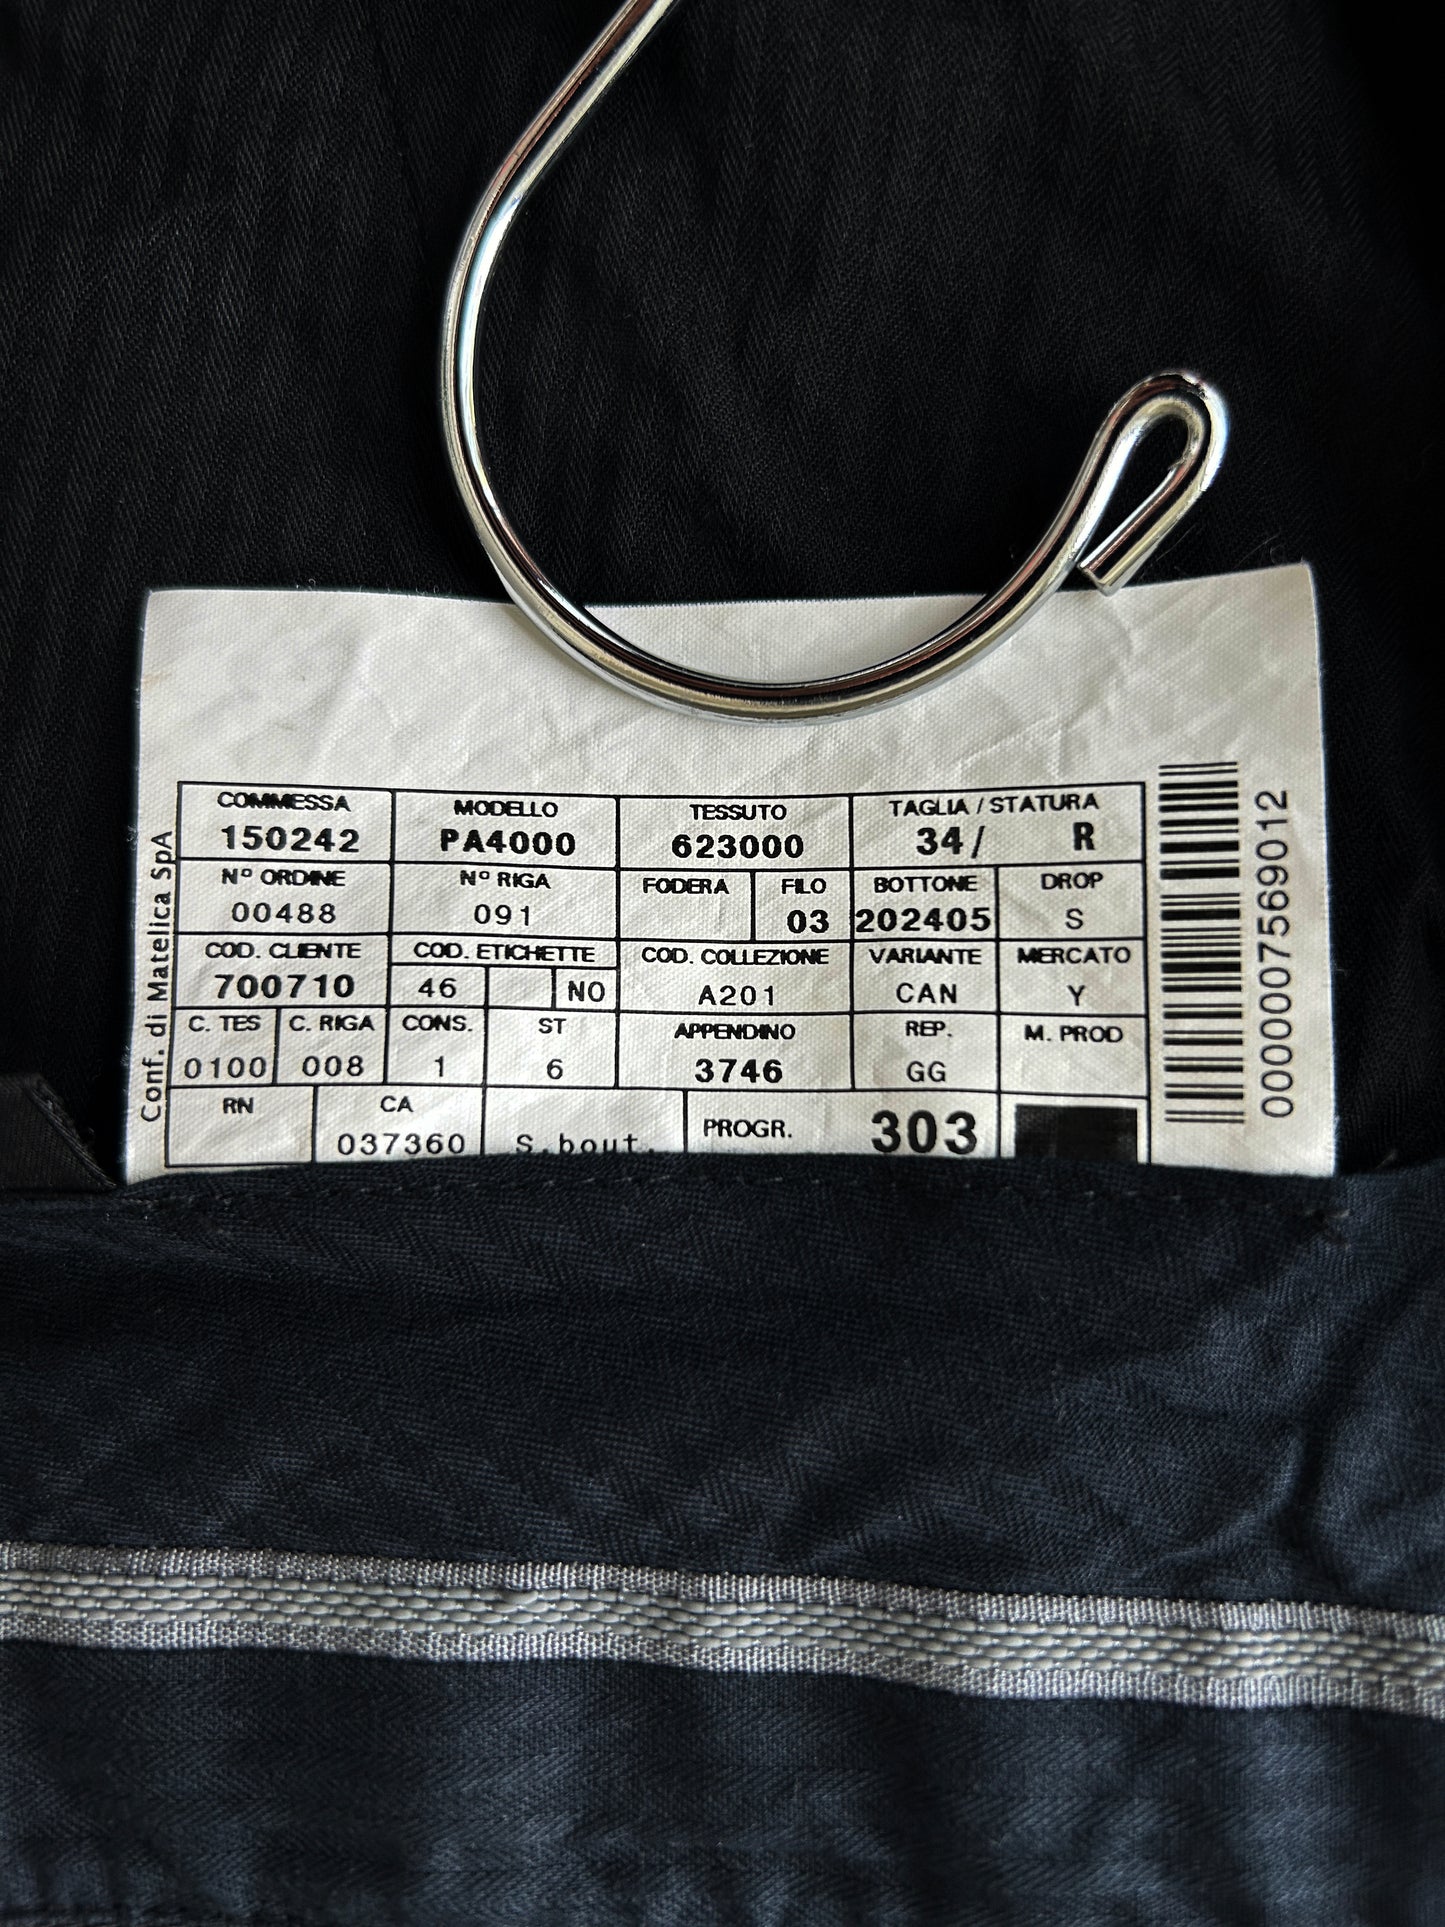 COMMESSA MODELLO TESSUTO TAGLIA / STATURA
150242 PA4000 623000 34/ R
Nº ORDINE Nº RIGA FODERA FILO BOTTONE DROP
00488 091 03 202405 S
COD. CLIENTE COD. ETICHETTE COD. COLLEZIONE VARIANTE MERCATO
700710 46 NO A201 CAN Y
C. TES C. RIGA CONS. ST APPENDINO REP. M. PROD
0100 008 1 6 3746 GG
RN CA PROGR. 303
037360 S.bout.
Conf. di Matelica SpA
0000007569012